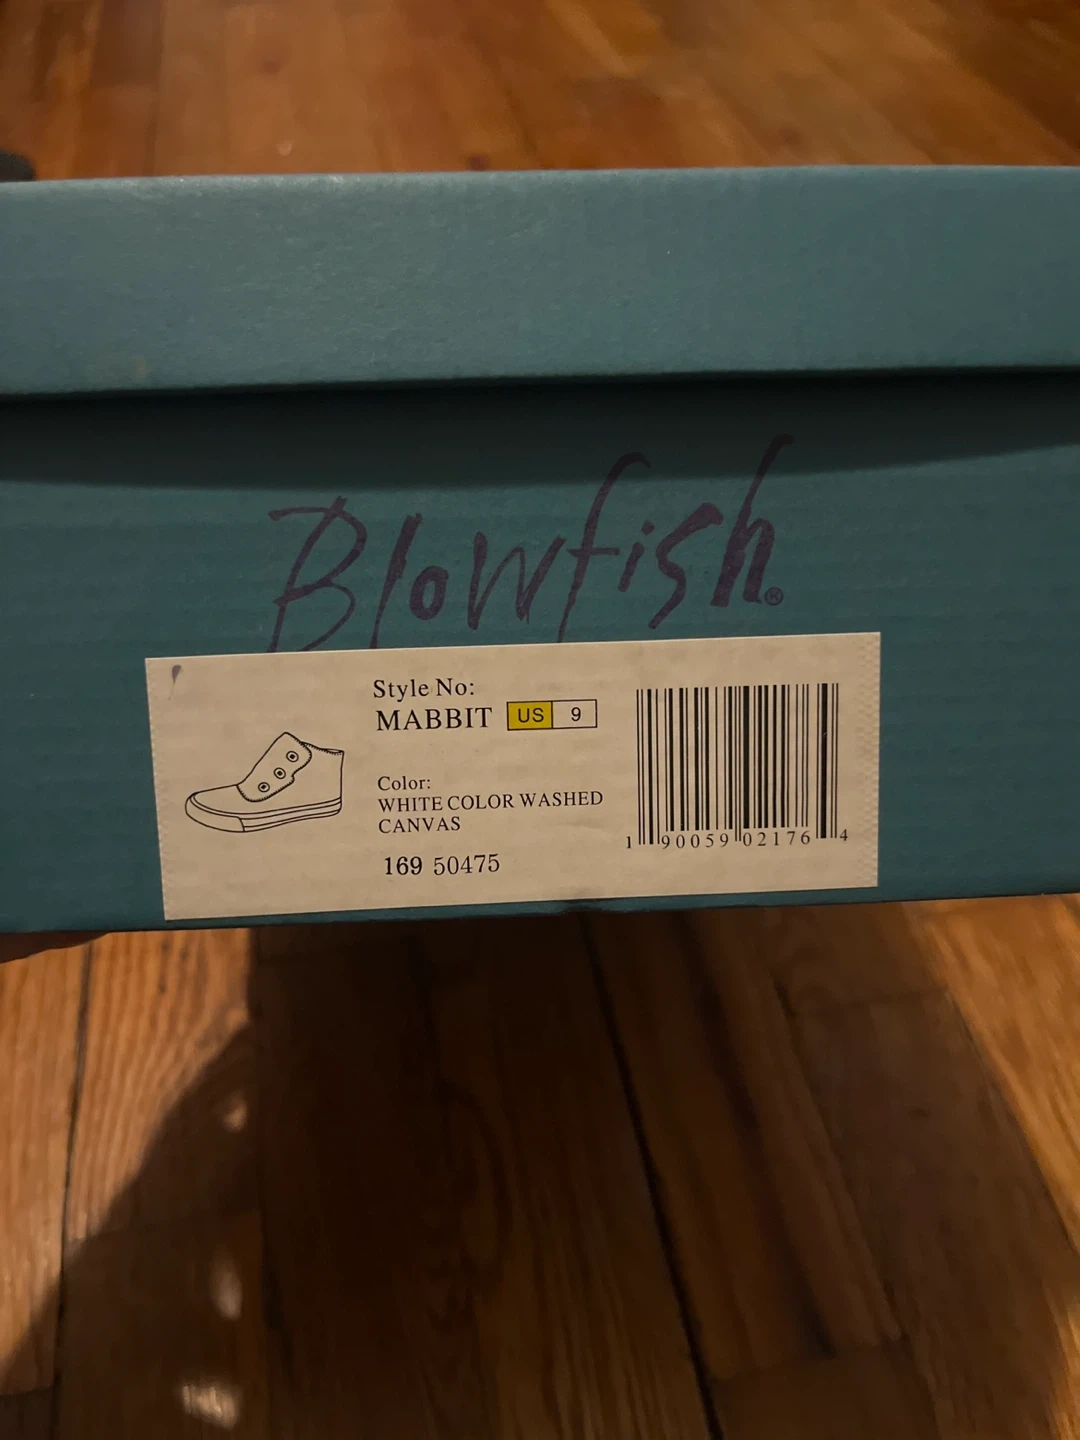 Blowfish®
Style No:
MABBIT US 9
Color:
WHITE COLOR WASHED
CANVAS
169 50475
1 90059 02176 4